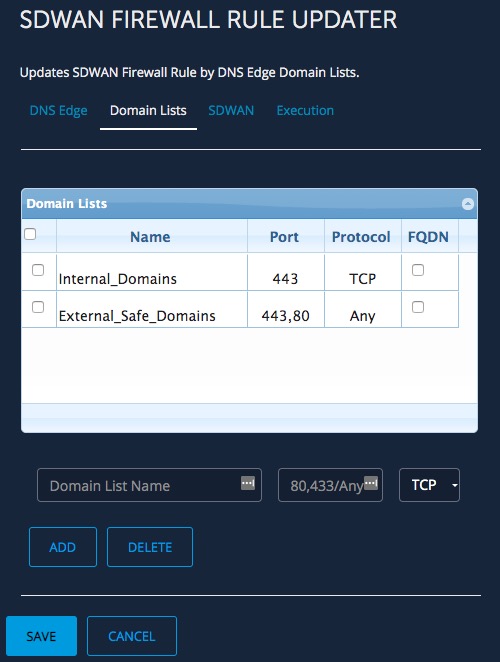 SDWAN FIREWALL RULE UPDATER
Updates SDWAN Firewall Rule by DNS Edge Domain Lists.
DNS Edge Domain Lists SDWAN Execution
Domain Lists
Name Port Protocol FQDN
Internal_Domains 443 TCP
External_Safe_Domains 443,80 Any
Domain List Name 80,433/Any TCP
ADD DELETE
SAVE CANCEL